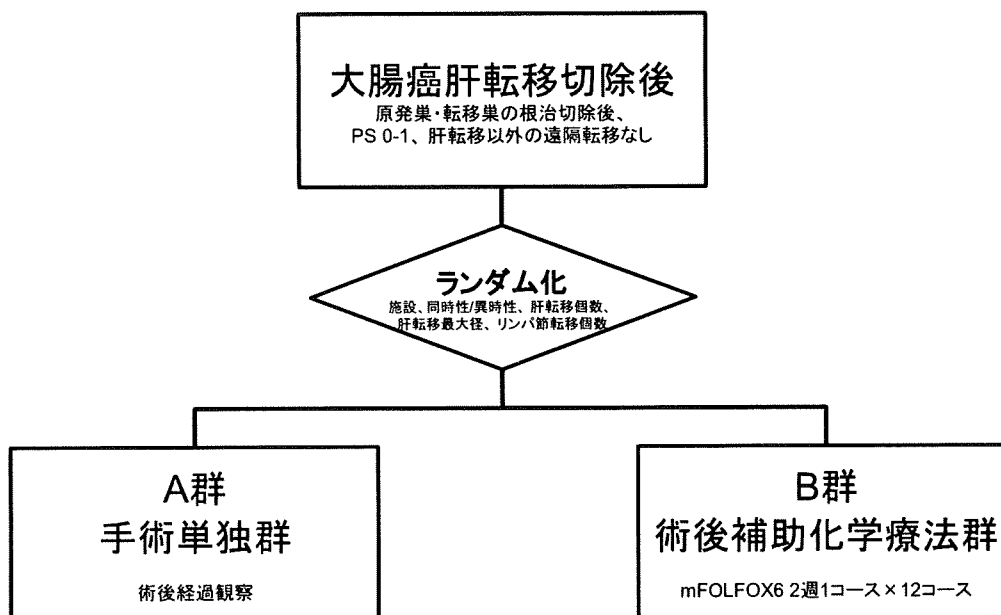 大腸癌肝転移切除後
原発巣・転移巣の根治切除後、
PS 0-1、肝転移以外の遠隔転移なし
ランダム化
施設、同時性/異時性、肝転移個数、
肝転移最大径、リンパ節転移個数
A群
手術単独群
術後経過観察
B群
術後補助化学療法群
mFOLFOX6 2週1コース×12コース